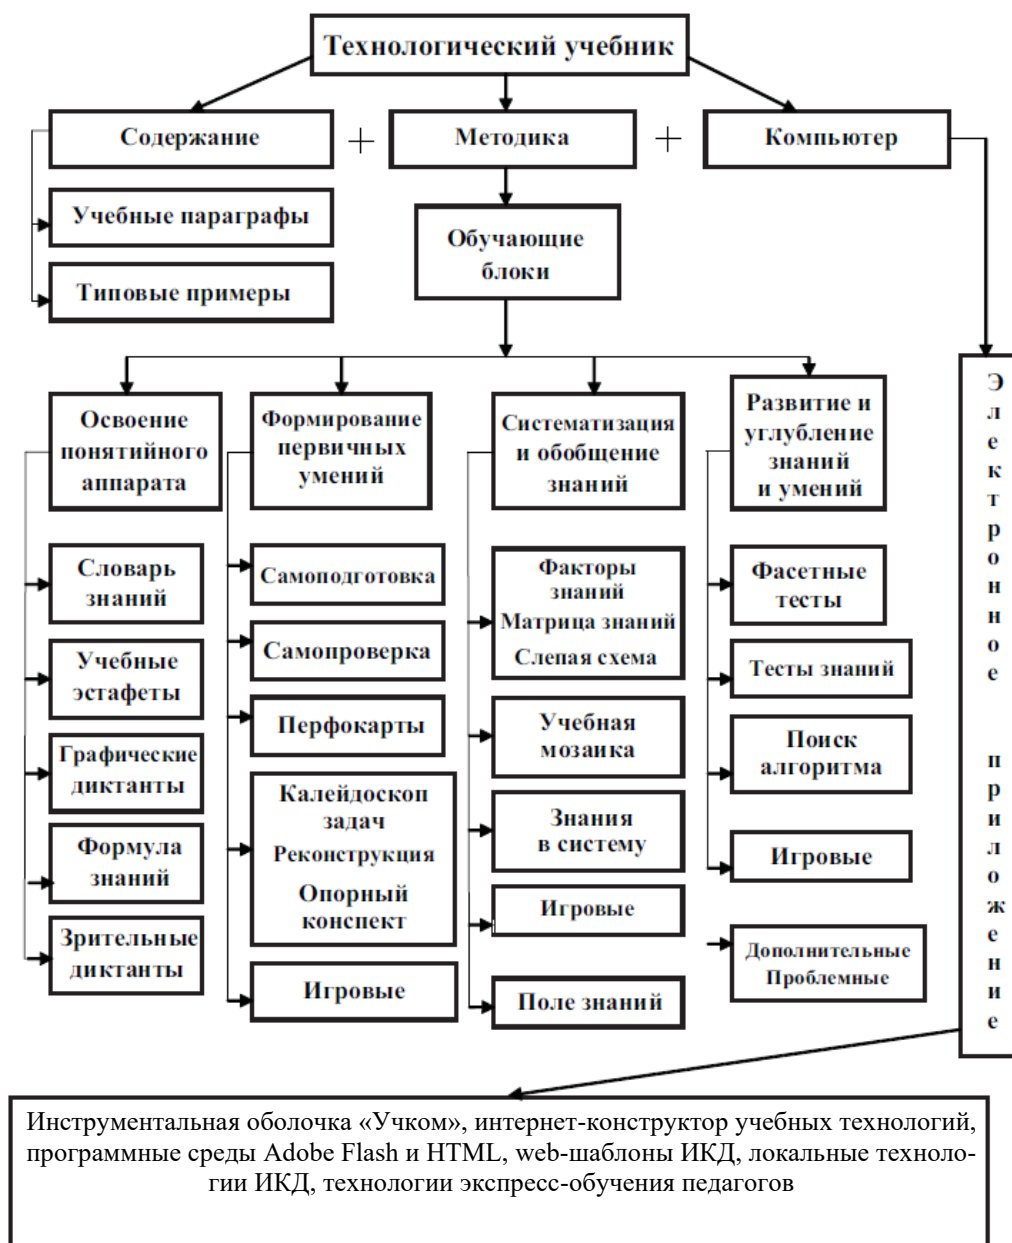 Технологический учебник
Содержание
+
Методика
+
Компьютер
Учебные параграфы
Типовые примеры
Обучающие
блоки
Освоение
понятийного
аппарата
Словарь
знаний
Учебные
эстафеты
Графические
диктанты
Формула
знаний
Зрительные
диктанты
Формирование
первичных
умений
Самоподготовка
Самопроверка
Перфокарты
Калейдоскоп
задач
Реконструкция
Опорный
конспект
Игровые
Систематизация
и обобщение
знаний
Факторы
знаний
Матрица знаний
Слепая схема
Учебная
мозаика
Знания
в систему
Игровые
Поле знаний
Развитие и
углубление
знаний
и умений
Фасетные
тесты
Тесты знаний
Поиск
алгоритма
Игровые
Дополнительные
Проблемные
Электронное приложение
Инструментальная оболочка «Учком», интернет-конструктор учебных технологий,
программные среды Adobe Flash и HTML, web-шаблоны ИКД, локальные техноло-
гии ИКД, технологии экспресс-обучения педагогов